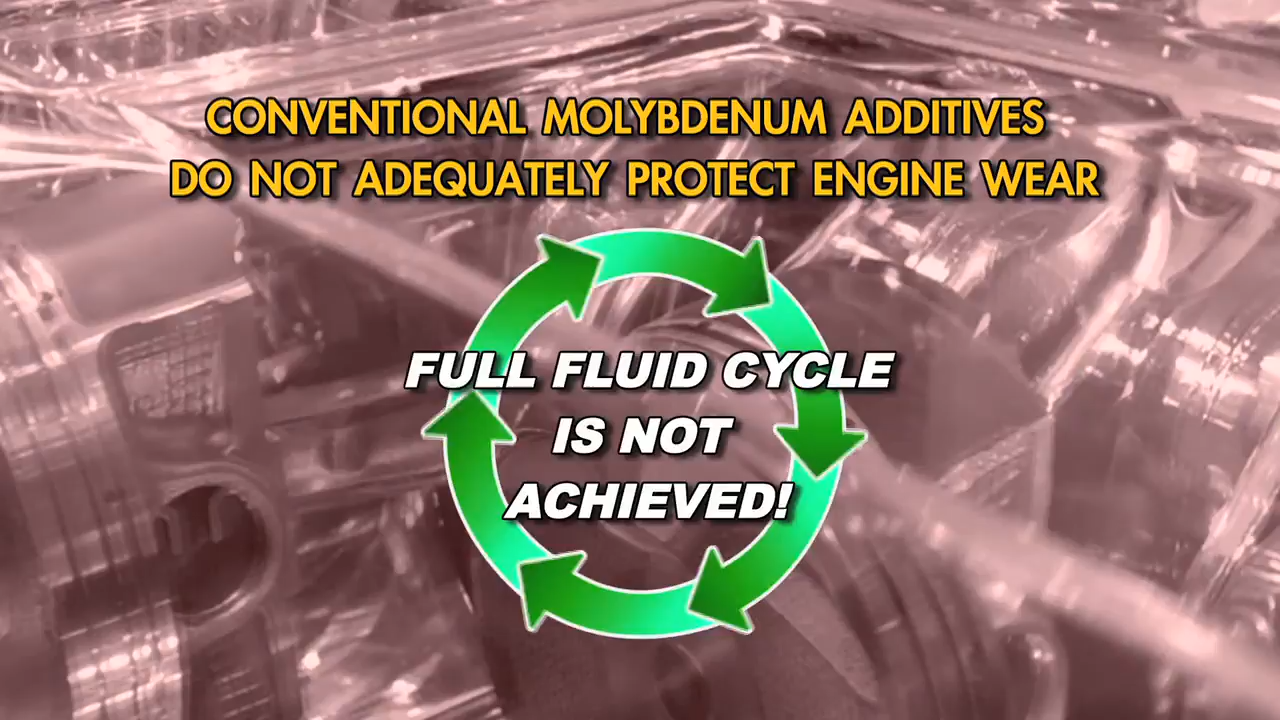 CONVENTIONAL MOLYBDENUM ADDITIVES
DO NOT ADEQUATELY PROTECT ENGINE WEAR
FULL FLUID CYCLE
IS NOT
ACHIEVED!